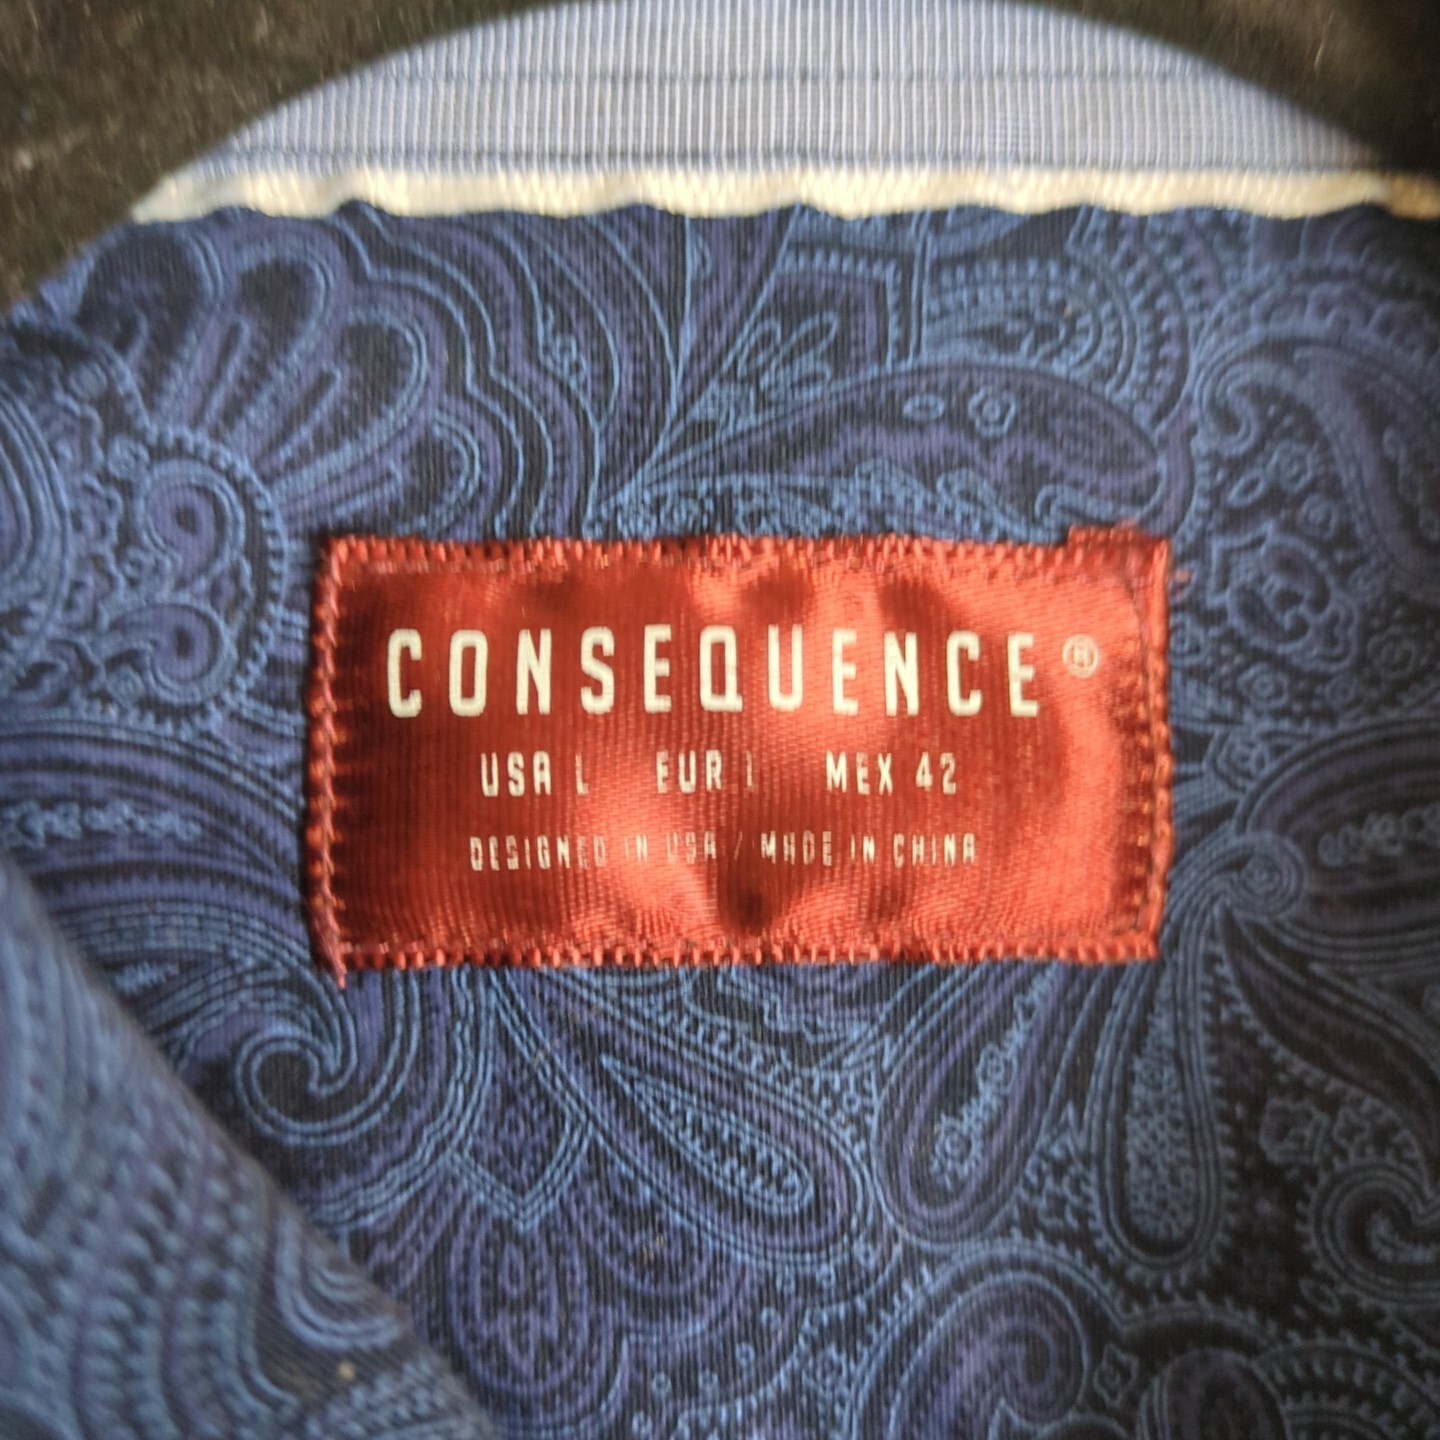 CONSEQUENCE®
USA L EUR L MEX 42
DESIGNED IN USA / MADE IN CHINA